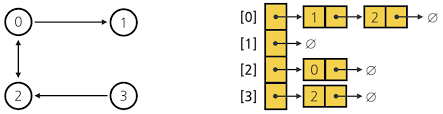 0 1
2 3
[0] 1 2 ∅
[1] ∅
[2] 0 ∅
[3] 2 ∅